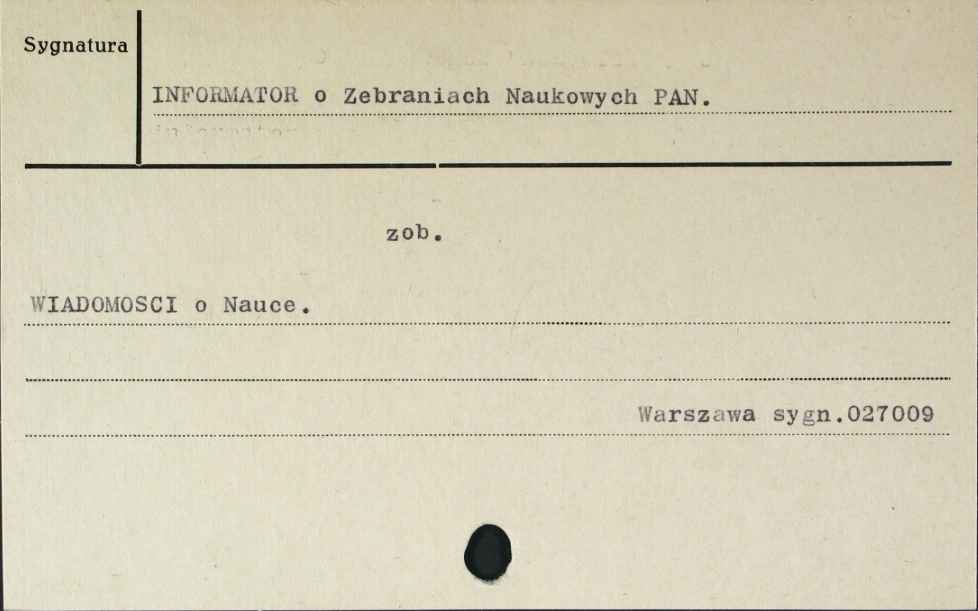 Sygnatura
INFORMATOR o Zebraniach Naukowych PAN.
zob.
WIADOMOSCI o Nauce.
Warszawa sygn.027009